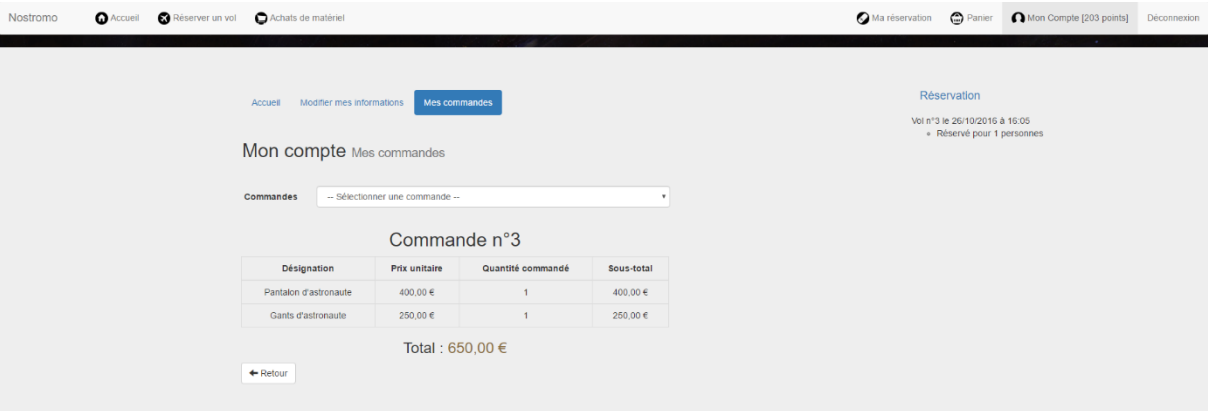 Nostromo Accueil Réserver un vol Achats de matériel Ma réservation Panier Mon Compte [203 points] Déconnexion
Accueil Modifier mes informations Mes commandes
Réservation
Vol n°3 le 26/10/2016 à 16:05
Réservé pour 1 personnes
Mon compte Mes commandes
Commandes -- Sélectionner une commande --
Commande n°3
Désignation Prix unitaire Quantité commandé Sous-total
Pantalon d'astronaute 400,00 € 1 400,00 €
Gants d'astronaute 250,00 € 1 250,00 €
Total : 650,00 €
Retour